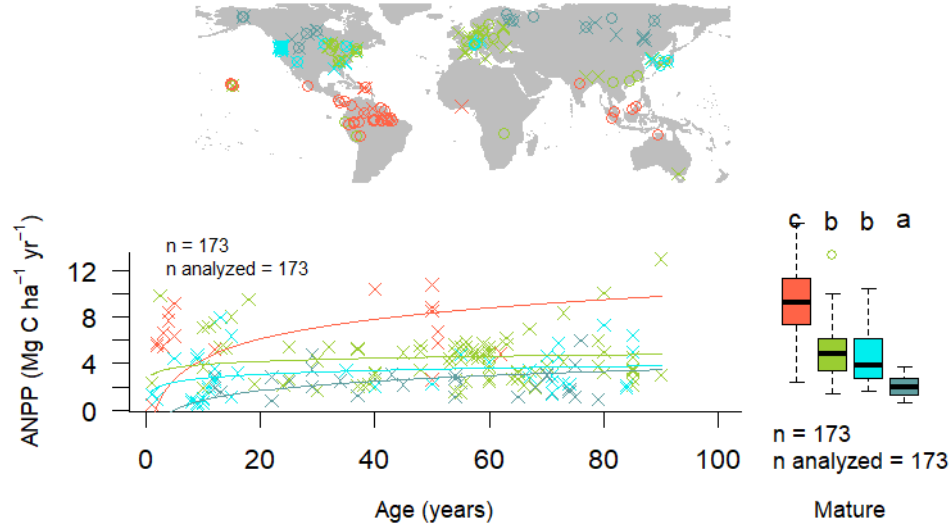 ANPP (Mg C ha⁻¹ yr⁻¹)
n = 173
n analyzed = 173
12
8
4
0
0 20 40 60 80 100
Age (years)
c b b a
n = 173
n analyzed = 173
Mature